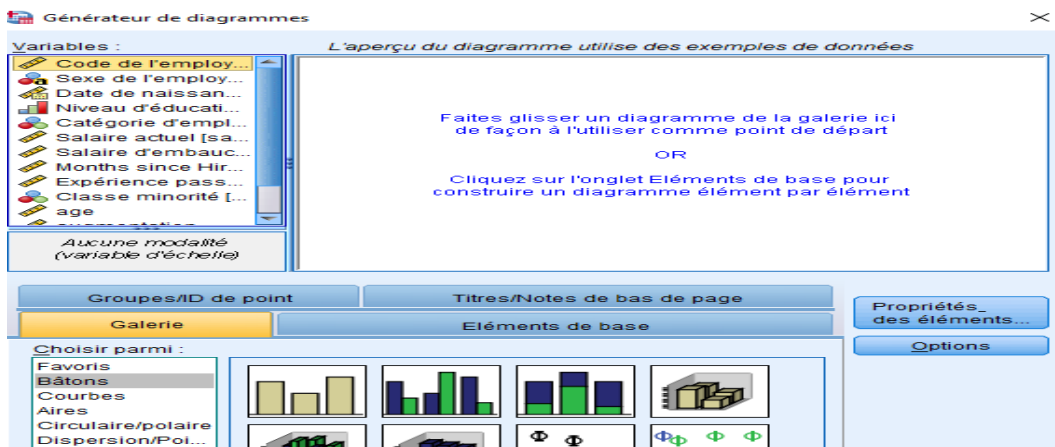 Générateur de diagrammes
Variables :
L'aperçu du diagramme utilise des exemples de données
Code de l'employ...
Sexe de l'employ...
Date de naissan...
Niveau d'éducati...
Catégorie d'empl...
Salaire actuel [sa...
Salaire d'embauc...
Months since Hir...
Expérience pass...
Classe minorité [...
age
Aucune modalité
(variable d'échelle)
Faites glisser un diagramme de la galerie ici
de façon à l'utiliser comme point de départ
OR
Cliquez sur l'onglet Eléments de base pour
construire un diagramme élément par élément
Groupes/ID de point
Titres/Notes de bas de page
Galerie
Eléments de base
Propriétés_
des éléments...
Options
Choisir parmi :
Favoris
Bâtons
Courbes
Aires
Circulaire/polaire
Dispersion/Poi...